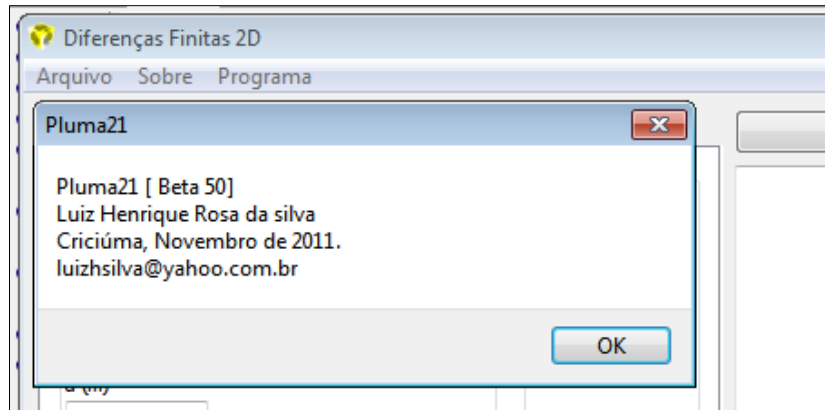 Diferenças Finitas 2D
Arquivo Sobre Programa
Pluma21
Pluma21 [ Beta 50]
Luiz Henrique Rosa da silva
Criciúma, Novembro de 2011.
luizhsilva@yahoo.com.br
OK